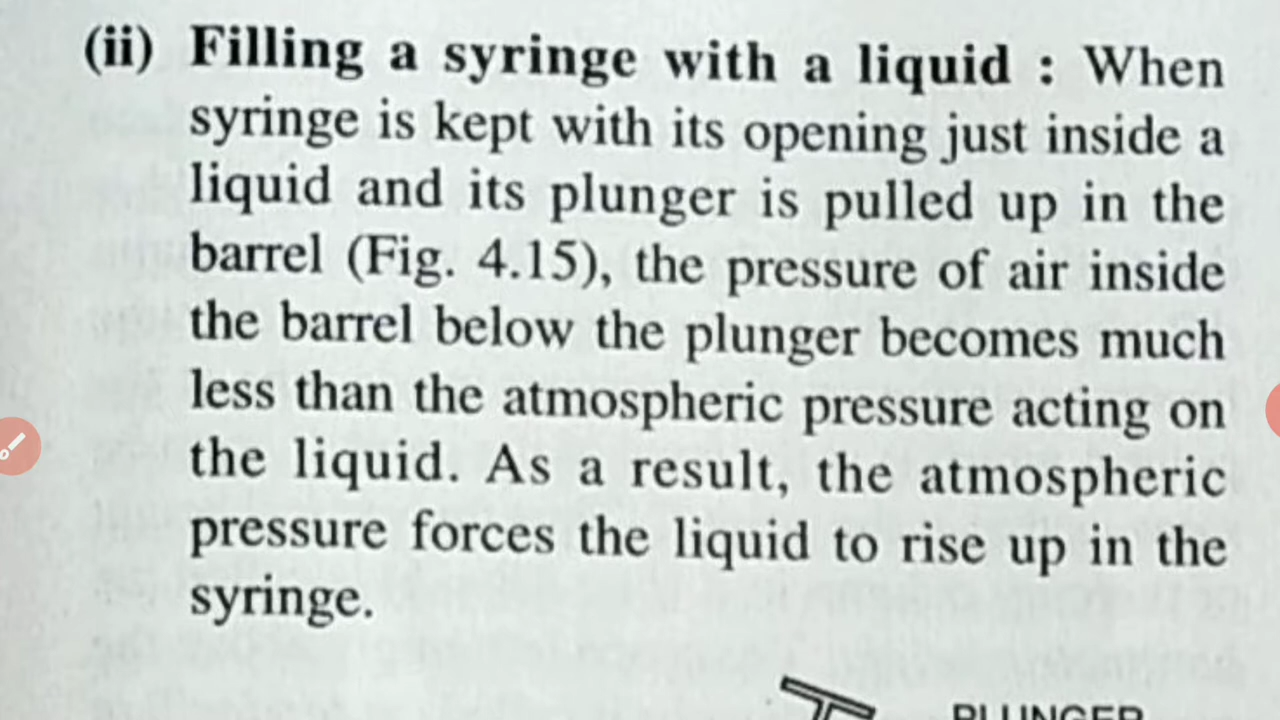 (ii) Filling a syringe with a liquid : When
syringe is kept with its opening just inside a
liquid and its plunger is pulled up in the
barrel (Fig. 4.15), the pressure of air inside
the barrel below the plunger becomes much
less than the atmospheric pressure acting on
the liquid. As a result, the atmospheric
pressure forces the liquid to rise up in the
syringe.
PLUNGER